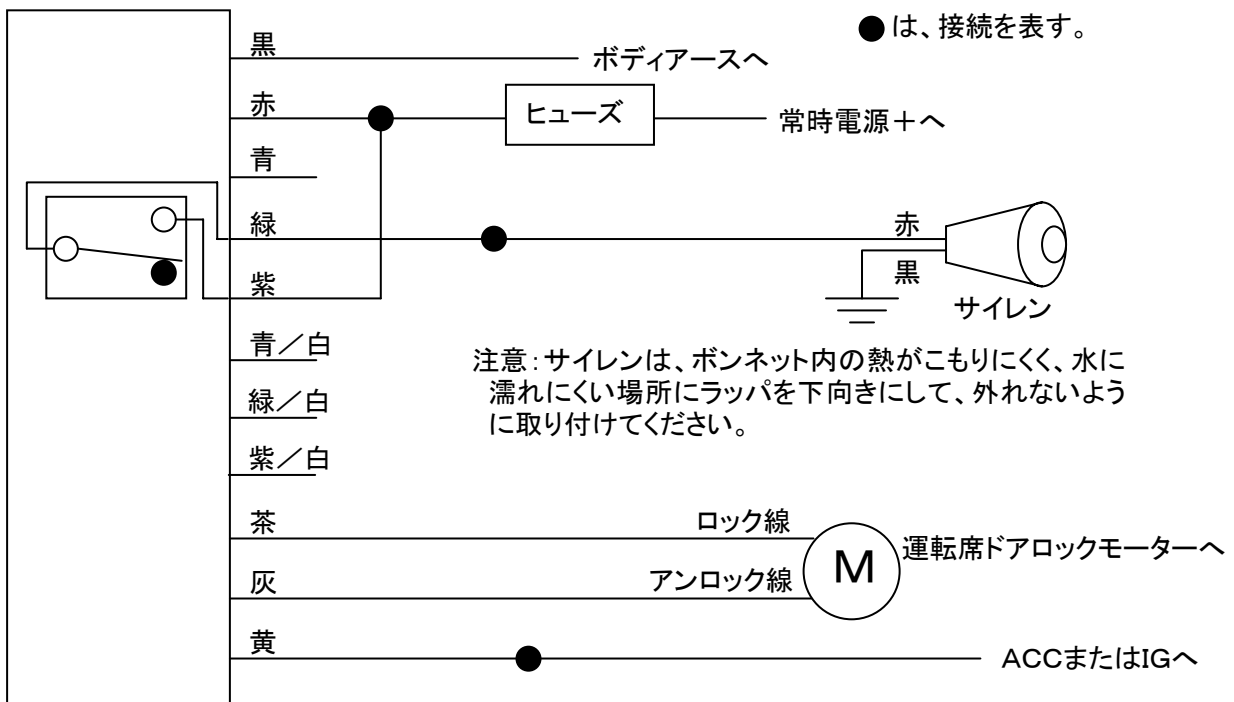 ●は、接続を表す。
黒
ボディアースへ
赤
ヒューズ
常時電源＋へ
青
緑
赤
黒
サイレン
紫
青／白
緑／白
紫／白
注意：サイレンは、ボンネット内の熱がこもりにくく、水に
濡れにくい場所にラッパを下向きにして、外れないよう
に取り付けてください。
茶
ロック線
M
運転席ドアロックモーターへ
灰
アンロック線
黄
ACCまたはIGへ